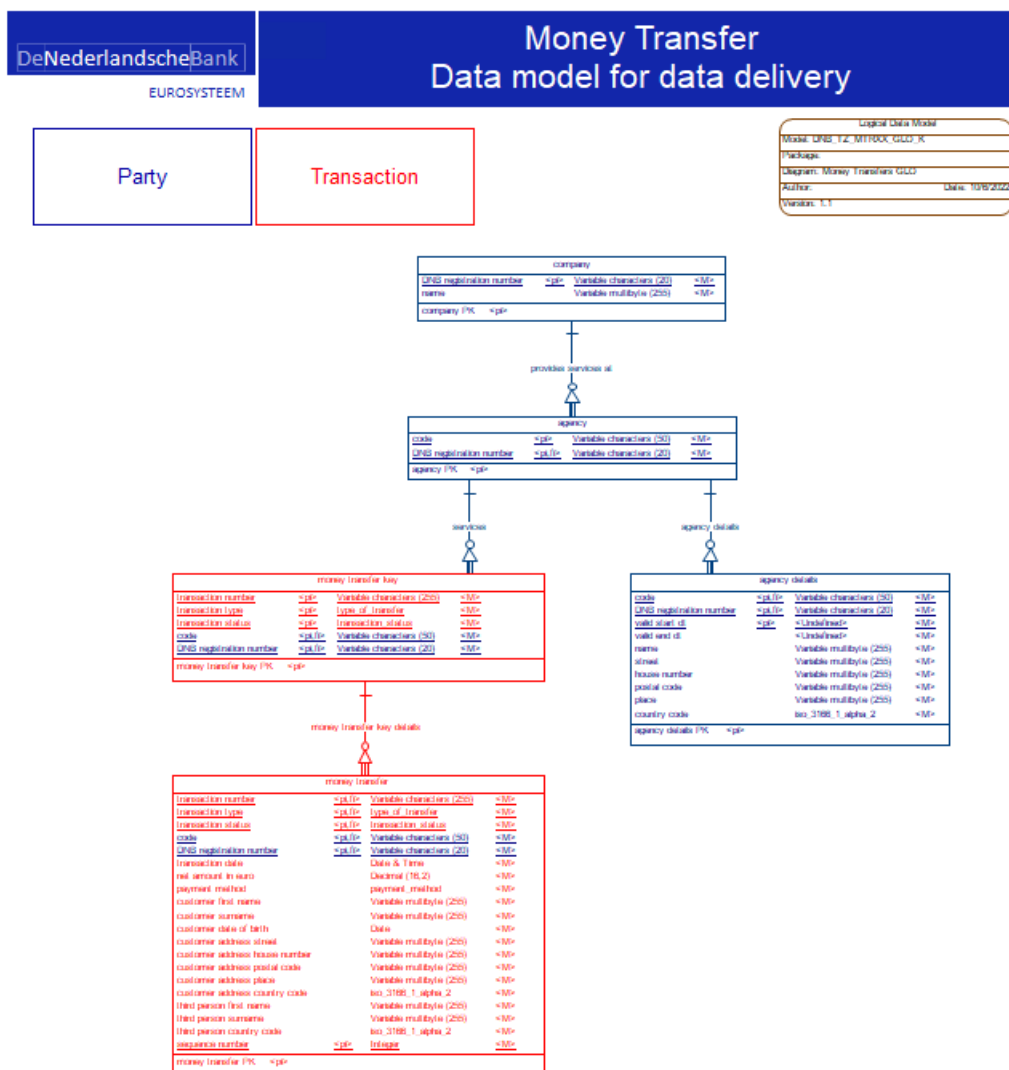 Money Transfer
Data model for data delivery
DeNederlandscheBank
EUROSYSTEEM
Party
Transaction
Logical Data Model
Model: DNB_TZ_MTRXX_GLO_K
Package:
Diagram: Money Transfers GLO
Author: Date: 10/6/2022
Version: 1.1
company
DNB registration number <pi> Variable characters (20) <M>
name Variable multibyte (255) <M>
company PK <pi>
provides services at
agency
code <pi> Variable characters (50) <M>
DNB registration number <pi,fi> Variable characters (20) <M>
agency PK <pi>
services
agency details
money transfer key
transaction number <pi> Variable characters (255) <M>
transaction type <pi> type_of_transfer <M>
transaction status <pi> transaction_status <M>
code <pi,fi> Variable characters (50) <M>
DNB registration number <pi,fi> Variable characters (20) <M>
money transfer key PK <pi>
agency details
code <pi,fi> Variable characters (50) <M>
DNB registration number <pi,fi> Variable characters (20) <M>
valid start dt <pi> <Undefined> <M>
valid end dt <Undefined> <M>
name Variable multibyte (255) <M>
street Variable multibyte (255) <M>
house number Variable multibyte (255) <M>
postal code Variable multibyte (255) <M>
place Variable multibyte (255) <M>
country code iso_3166_1_alpha_2 <M>
agency details PK <pi>
money transfer key details
money transfer
transaction number <pi,fi> Variable characters (255) <M>
transaction type <pi,fi> type_of_transfer <M>
transaction status <pi,fi> transaction_status <M>
code <pi,fi> Variable characters (50) <M>
DNB registration number <pi,fi> Variable characters (20) <M>
transaction date Date & Time <M>
net amount in euro Decimal (16,2) <M>
payment method payment_method <M>
customer first name Variable multibyte (255) <M>
customer surname Variable multibyte (255) <M>
customer date of birth Date <M>
customer address street Variable multibyte (255) <M>
customer address house number Variable multibyte (255) <M>
customer address postal code Variable multibyte (255) <M>
customer address place Variable multibyte (255) <M>
customer address country code iso_3166_1_alpha_2 <M>
third person first name Variable multibyte (255) <M>
third person surname Variable multibyte (255) <M>
third person country code iso_3166_1_alpha_2 <M>
sequence number <pi> Integer <M>
money transfer PK <pi>